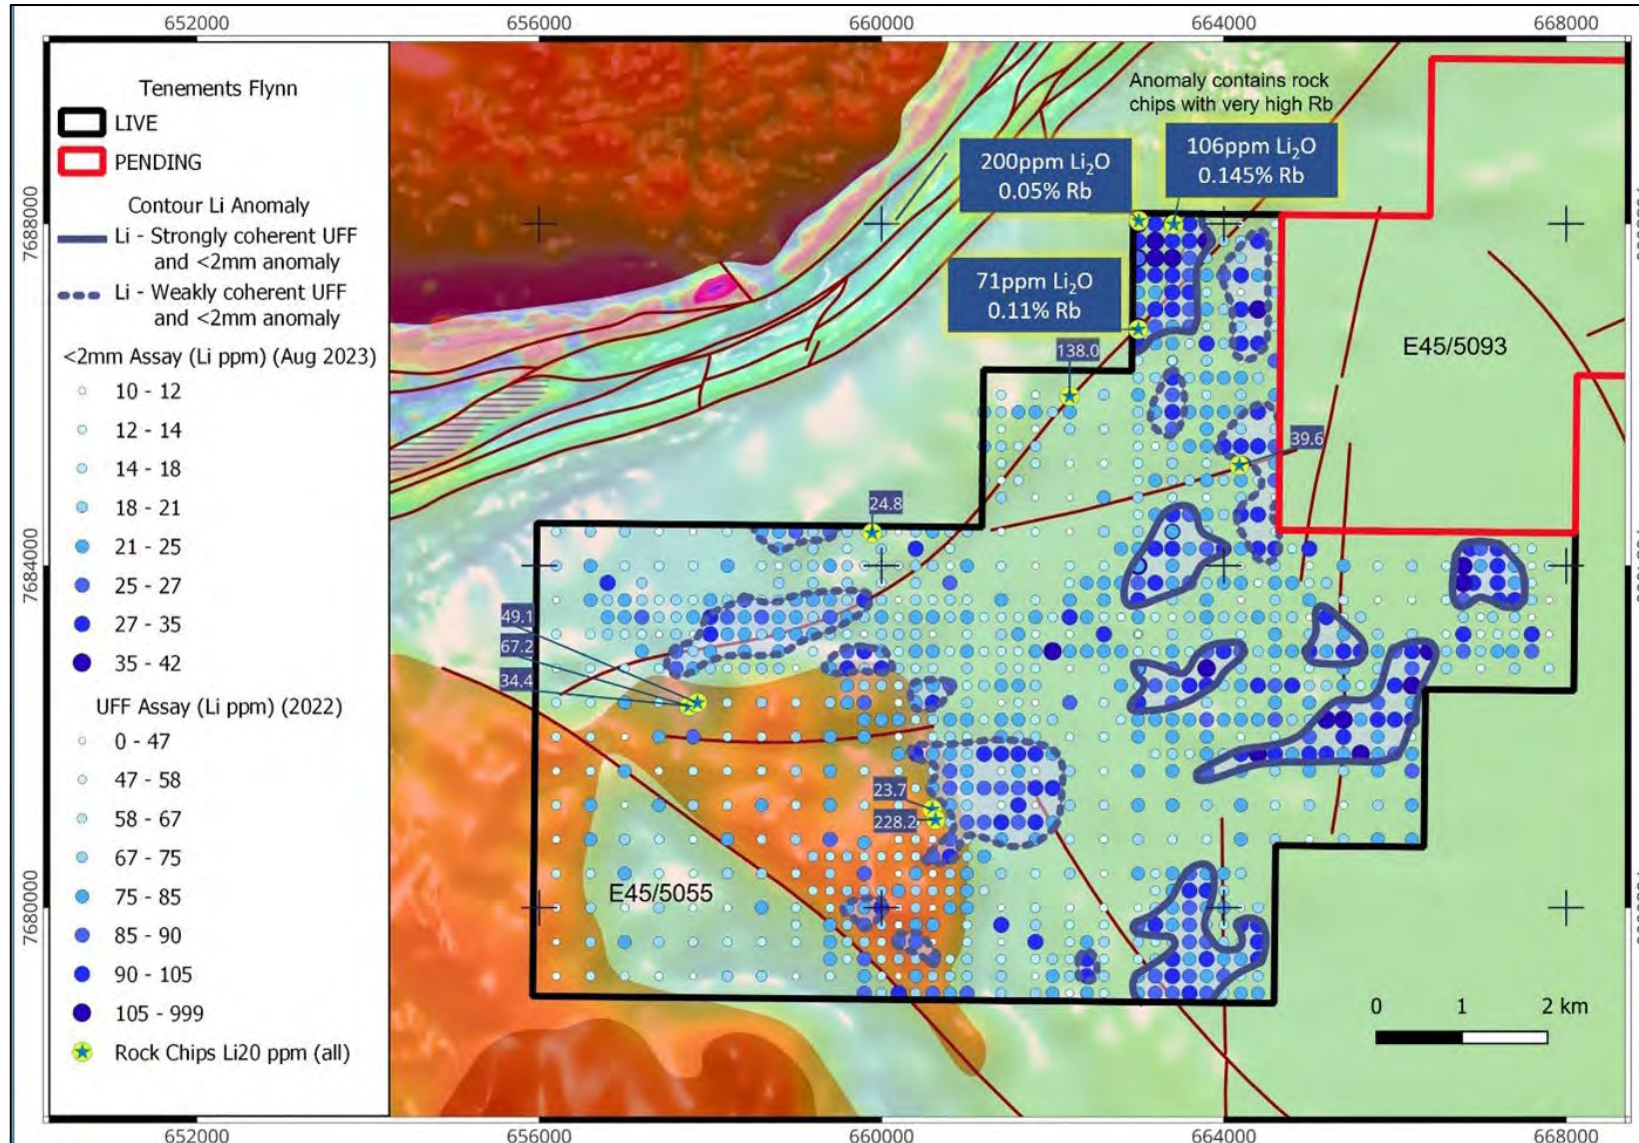 652000
656000
660000
664000
668000
Tenements Flynn
LIVE
PENDING
Contour Li Anomaly
Li - Strongly coherent UFF
and <2mm anomaly
Li - Weakly coherent UFF
and <2mm anomaly
<2mm Assay (Li ppm) (Aug 2023)
10 - 12
12 - 14
14 - 18
18 - 21
21 - 25
25 - 27
27 - 35
35 - 42
UFF Assay (Li ppm) (2022)
0 - 47
47 - 58
58 - 67
67 - 75
75 - 85
85 - 90
90 - 105
105 - 999
Rock Chips Li20 ppm (all)
7688000
7684000
7680000
Anomaly contains rock
chips with very high Rb
200ppm Li₂O
0.05% Rb
106ppm Li₂O
0.145% Rb
71ppm Li₂O
0.11% Rb
138.0
E45/5093
39.6
24.8
49.1
67.2
34.4
23.7
228.2
E45/5055
0 1 2 km
652000
656000
660000
664000
668000